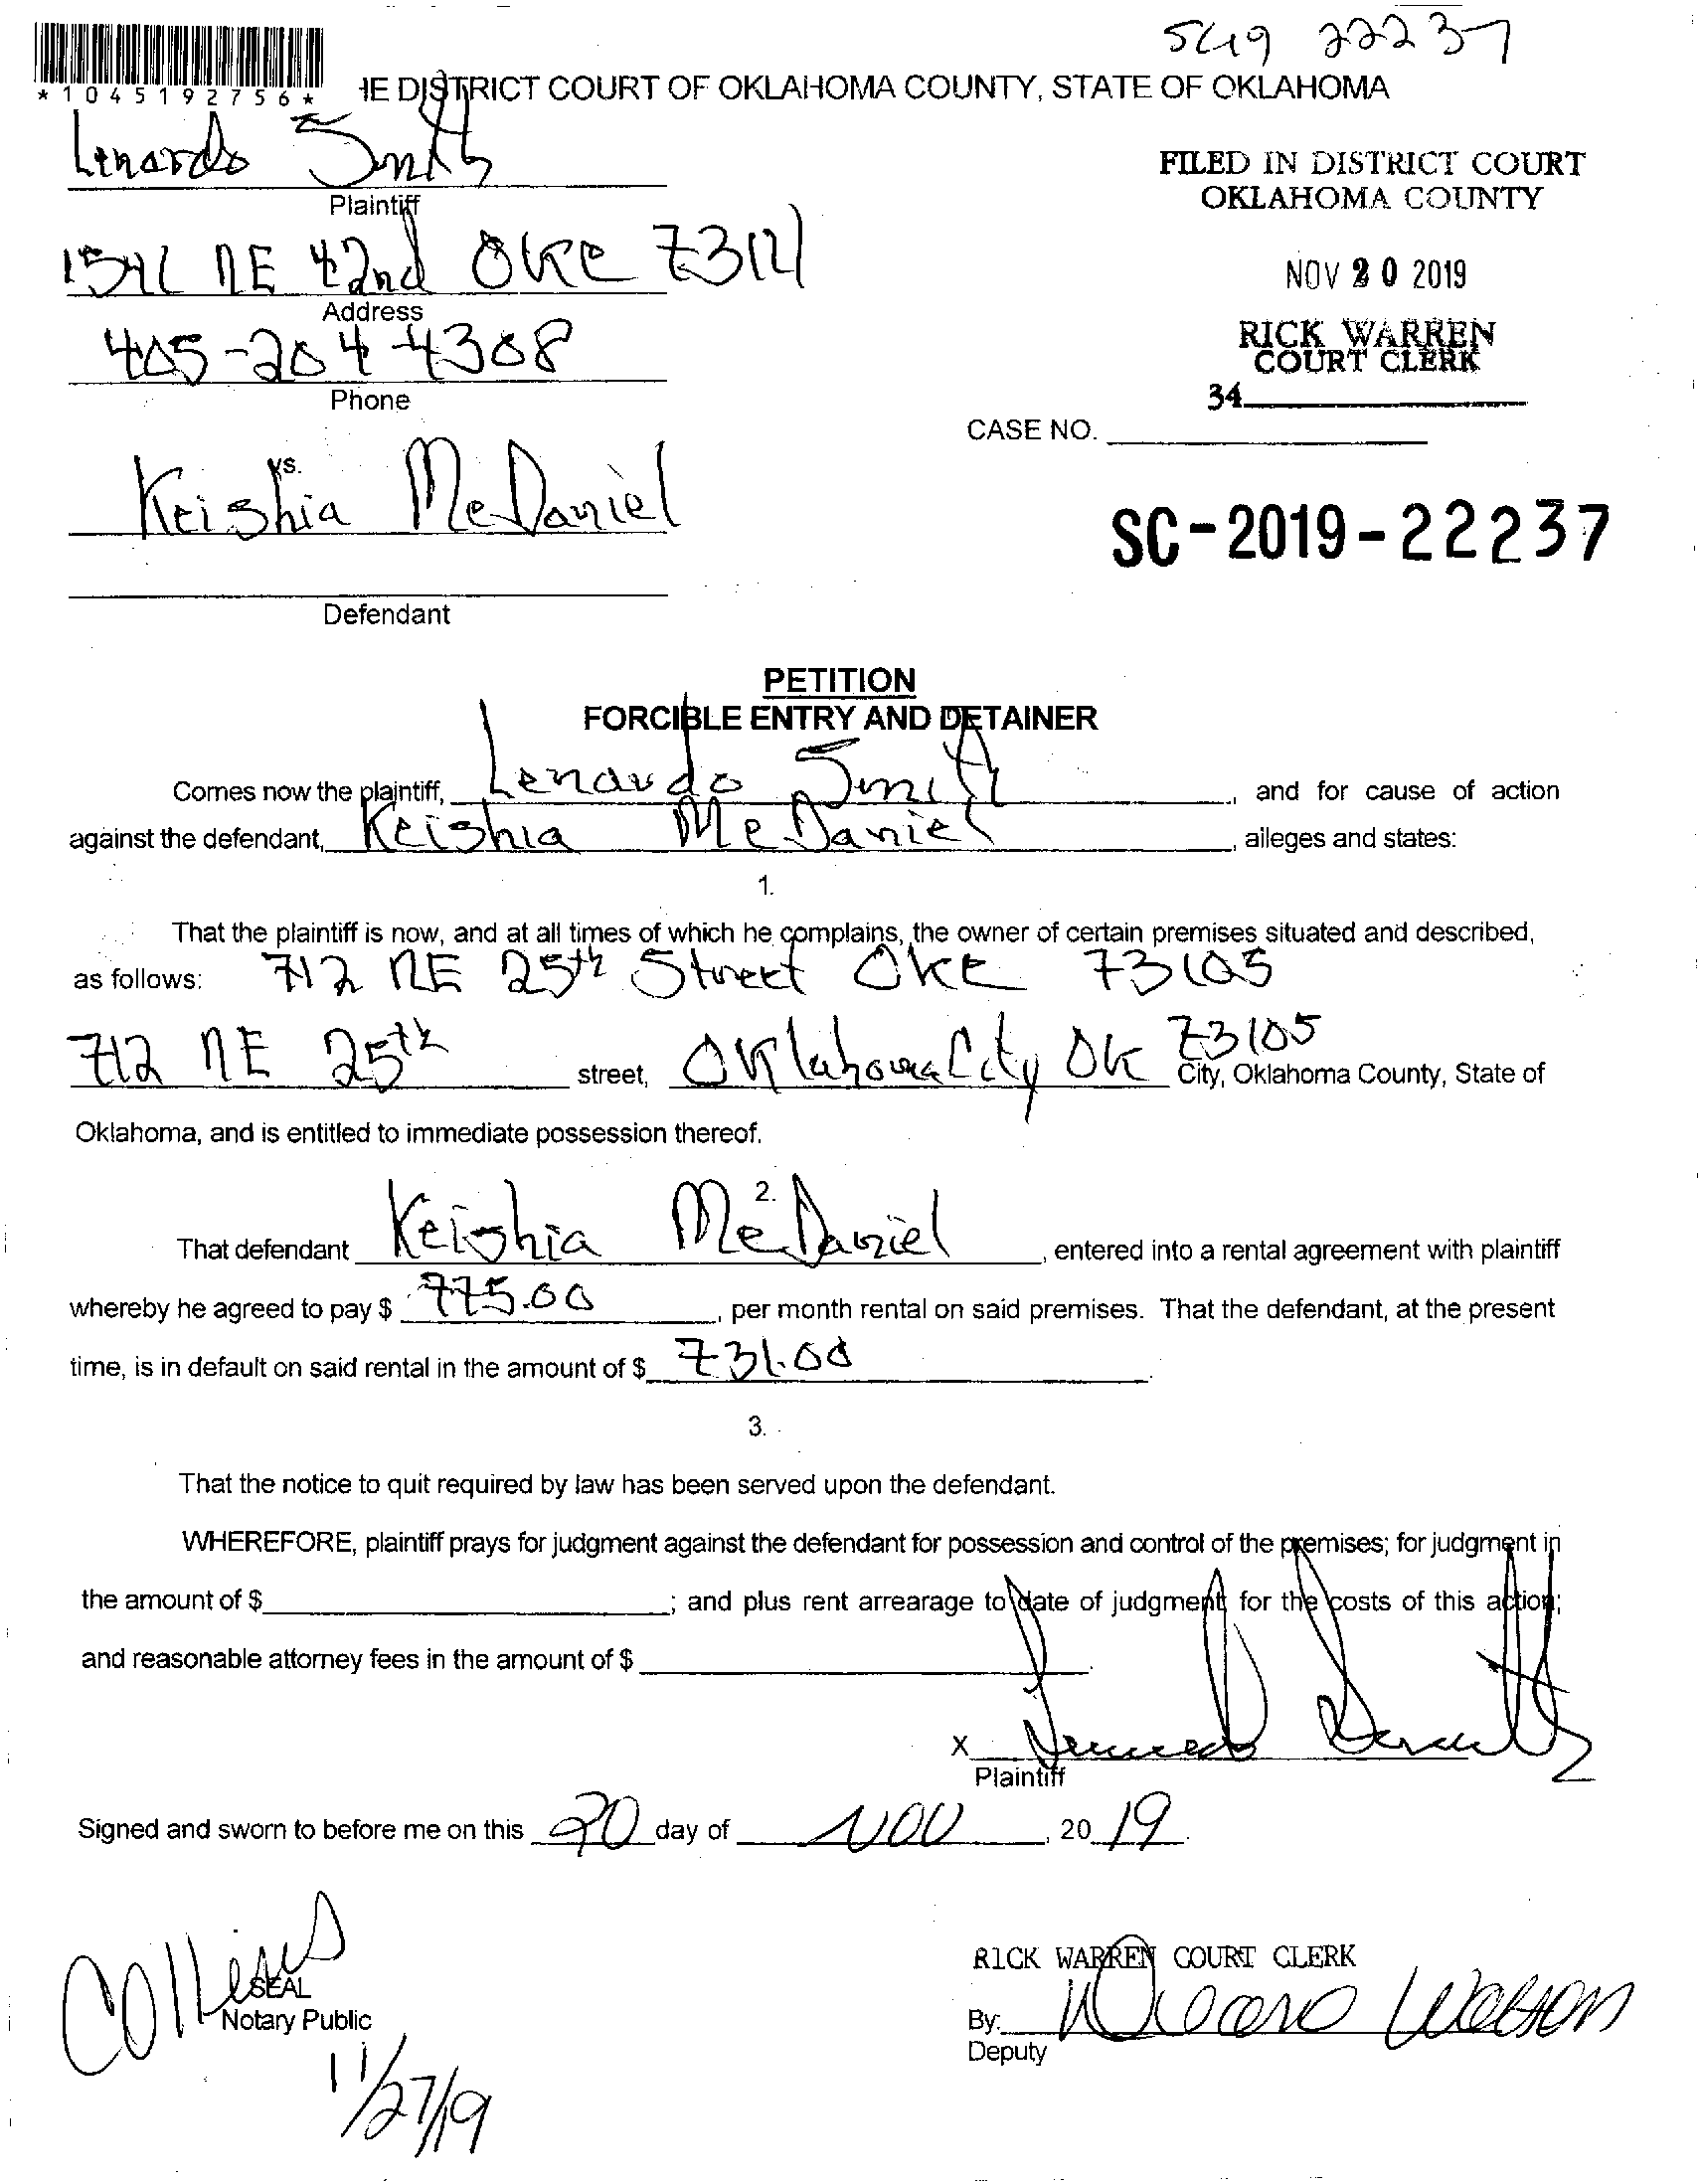 *1045192756*
HE DISTRICT COURT OF OKLAHOMA COUNTY, STATE OF OKLAHOMA
Lenardo Smith
Plaintiff
NE 42nd OKC
Address
405-204-4308
Phone
FILED IN DISTRICT COURT
OKLAHOMA COUNTY
NOV 20 2019
RICK WARREN
COURT CLERK
34
CASE NO.
vs.
Keishia McDaniel
SC-2019-22237
Defendant
PETITION
FORCIBLE ENTRY AND DETAINER
Comes now the plaintiff, Lenardo Smith, and for cause of action
against the defendant, Keishia McDaniel, alleges and states:
1.
That the plaintiff is now, and at all times of which he complains, the owner of certain premises situated and described,
as follows: 712 NE 25th Street OKC 73105
712 NE 25th street, Oklahoma City OK 73105 City, Oklahoma County, State of
Oklahoma, and is entitled to immediate possession thereof.
2.
That defendant Keishia McDaniel, entered into a rental agreement with plaintiff
whereby he agreed to pay $ 775.00, per month rental on said premises. That the defendant, at the present
time, is in default on said rental in the amount of $ 731.00.
3.
That the notice to quit required by law has been served upon the defendant.
WHEREFORE, plaintiff prays for judgment against the defendant for possession and control of the premises; for judgment in
the amount of $ ; and plus rent arrearage to date of judgment for the costs of this action;
and reasonable attorney fees in the amount of $ .
X Lenardo Smith
Plaintiff
Signed and sworn to before me on this 20 day of NOV, 2019.
Collins
SEAL
Notary Public
11/27/19
RICK WARREN COURT CLERK
By: Watson
Deputy